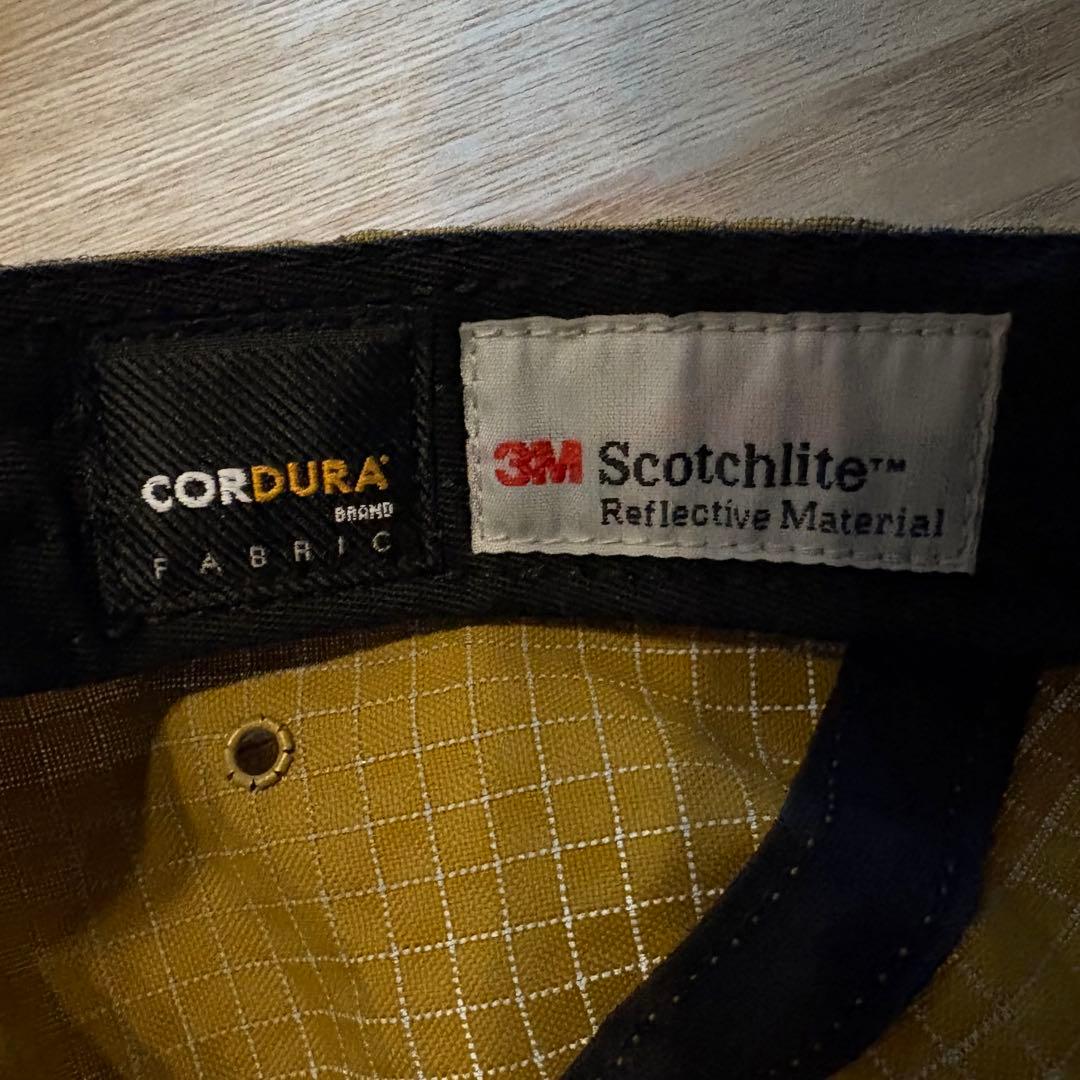 CORDURA®
BRAND
FABRIC
3M Scotchlite™
Reflective Material